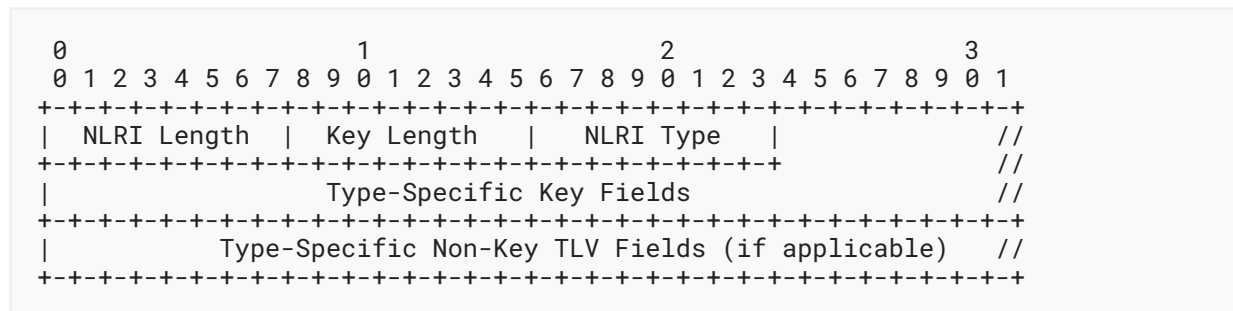 0                   1                   2                   3
 0 1 2 3 4 5 6 7 8 9 0 1 2 3 4 5 6 7 8 9 0 1 2 3 4 5 6 7 8 9 0 1
+-+-+-+-+-+-+-+-+-+-+-+-+-+-+-+-+-+-+-+-+-+-+-+-+-+-+-+-+-+-+-+-+
|  NLRI Length  |  Key Length   |   NLRI Type   |              //
+-+-+-+-+-+-+-+-+-+-+-+-+-+-+-+-+-+-+-+-+-+-+-+-+              //
|                  Type-Specific Key Fields                    //
+-+-+-+-+-+-+-+-+-+-+-+-+-+-+-+-+-+-+-+-+-+-+-+-+-+-+-+-+-+-+-+-+
|           Type-Specific Non-Key TLV Fields (if applicable)   //
+-+-+-+-+-+-+-+-+-+-+-+-+-+-+-+-+-+-+-+-+-+-+-+-+-+-+-+-+-+-+-+-+